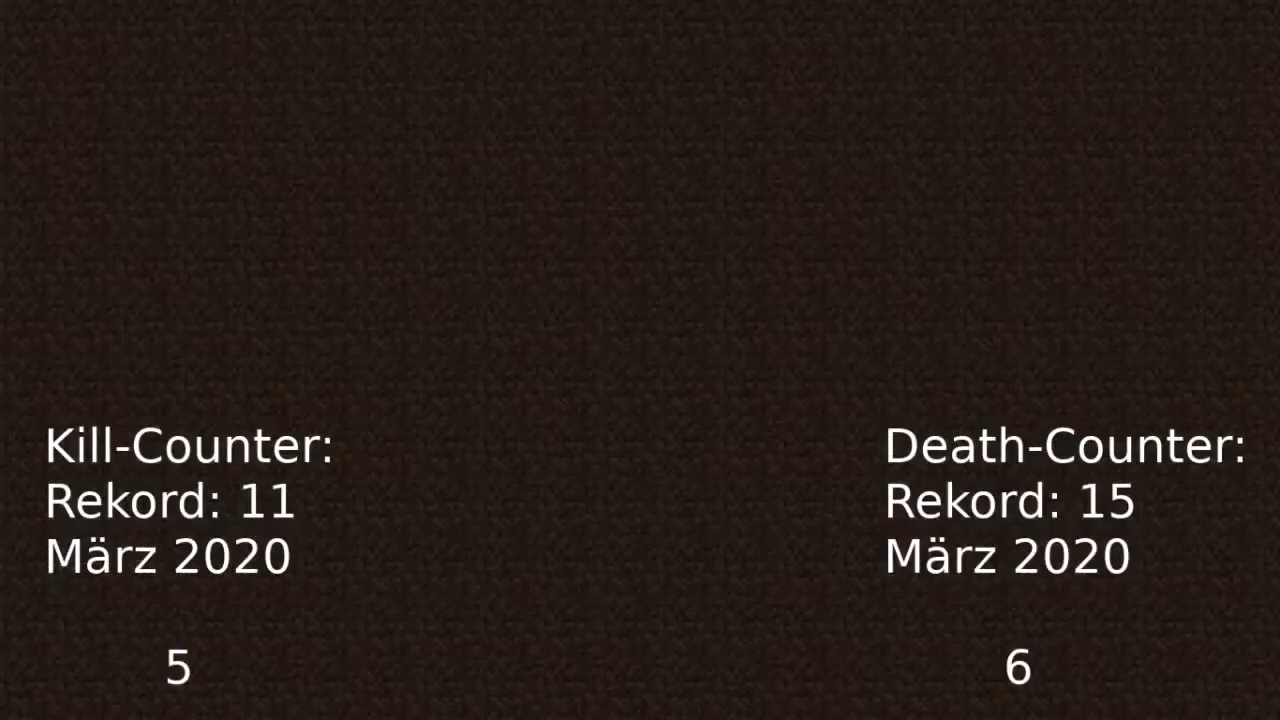 Kill-Counter:
Rekord: 11
März 2020
5
Death-Counter:
Rekord: 15
März 2020
6